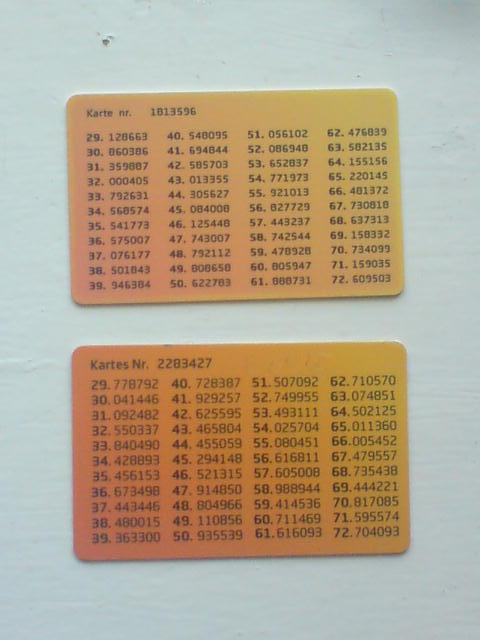 Karte nr. 1813596
29. 128663 40. 548095 51. 056102 62. 476839
30. 860386 41. 694844 52. 086948 63. 582135
31. 359887 42. 585703 53. 652837 64. 155156
32. 000405 43. 013355 54. 771973 65. 220145
33. 792631 44. 305627 55. 921013 66. 481372
34. 568574 45. 084008 56. 827729 67. 730818
35. 541773 46. 125448 57. 443237 68. 637313
36. 575007 47. 743007 58. 742544 69. 158332
37. 076177 48. 792112 59. 478928 70. 734099
38. 501843 49. 808658 60. 805947 71. 159035
39. 946384 50. 622783 61. 888731 72. 609503
Kartes Nr. 2283427
29. 778792 40. 728387 51. 507092 62. 710570
30. 041446 41. 929257 52. 749955 63. 074851
31. 092482 42. 625595 53. 493111 64. 502125
32. 550337 43. 465804 54. 025704 65. 011360
33. 840490 44. 455059 55. 080451 66. 005452
34. 428893 45. 294148 56. 616811 67. 479557
35. 456153 46. 521315 57. 605008 68. 735438
36. 673498 47. 914850 58. 988944 69. 444221
37. 443446 48. 804966 59. 414536 70. 817085
38. 480015 49. 110856 60. 711469 71. 595574
39. 363300 50. 935539 61. 616093 72. 704093